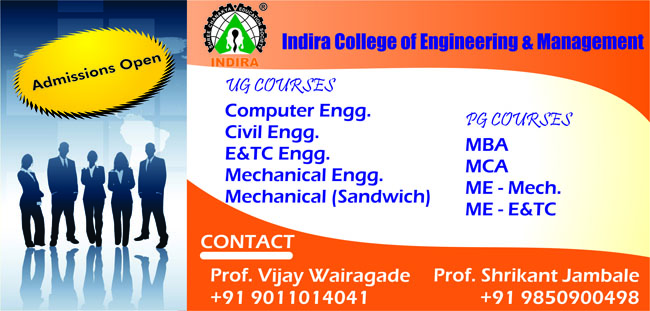 Admissions Open
®
INDIRA
Indira College of Engineering & Management
UG COURSES
Computer Engg.
Civil Engg.
E&TC Engg.
Mechanical Engg.
Mechanical (Sandwich)
PG COURSES
MBA
MCA
ME - Mech.
ME - E&TC
CONTACT
Prof. Vijay Wairagade
+91 9011014041
Prof. Shrikant Jambale
+91 9850900498